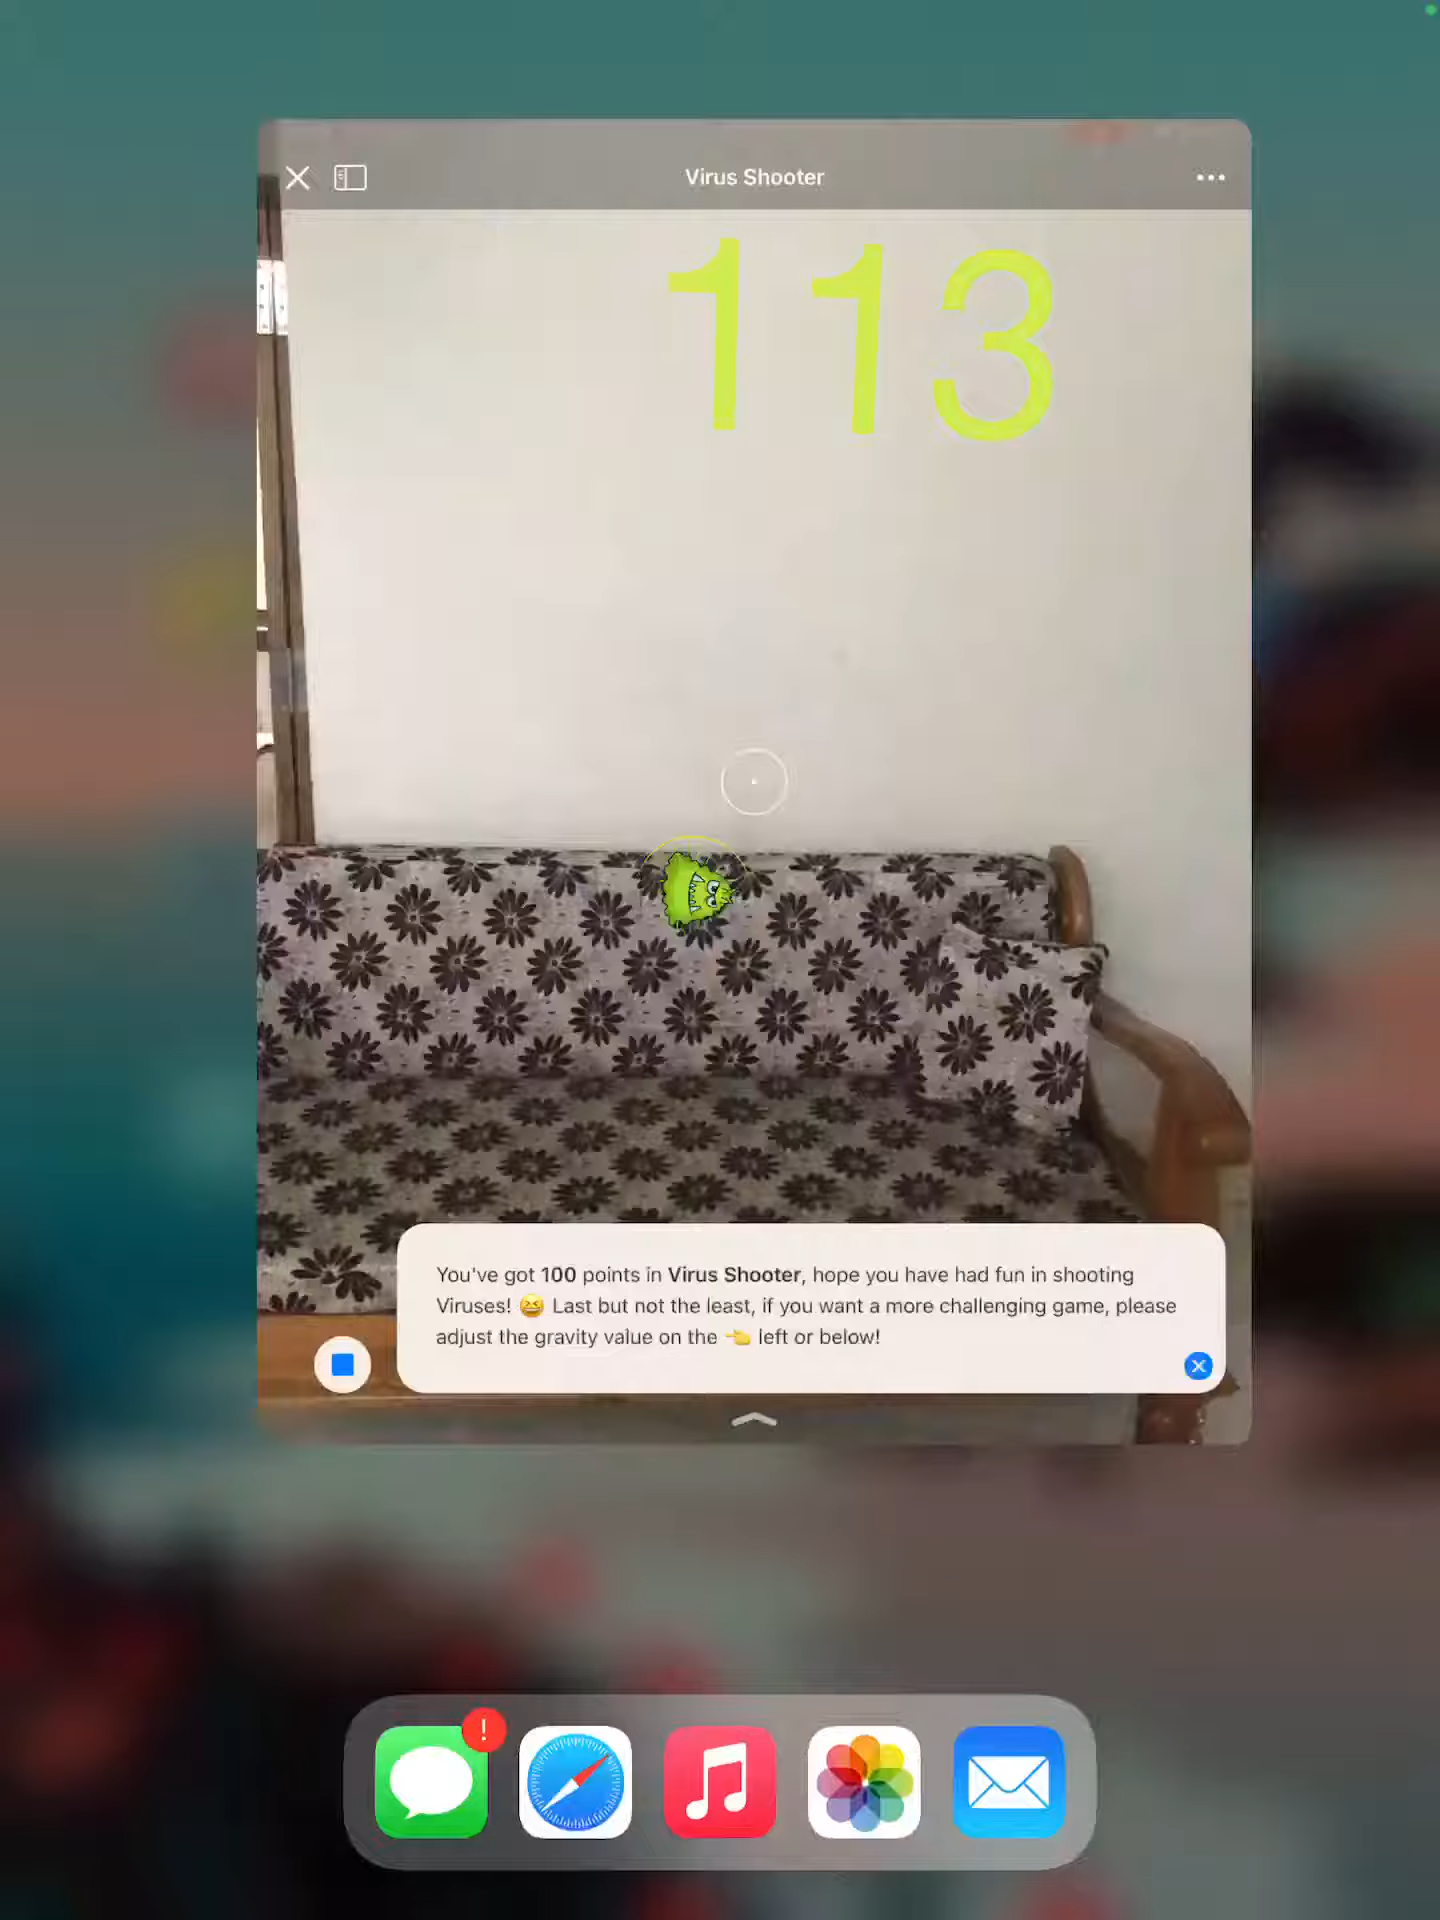 Virus Shooter
113
You've got 100 points in Virus Shooter, hope you have had fun in shooting
Viruses! 😆 Last but not the least, if you want a more challenging game, please
adjust the gravity value on the 👈 left or below!
!